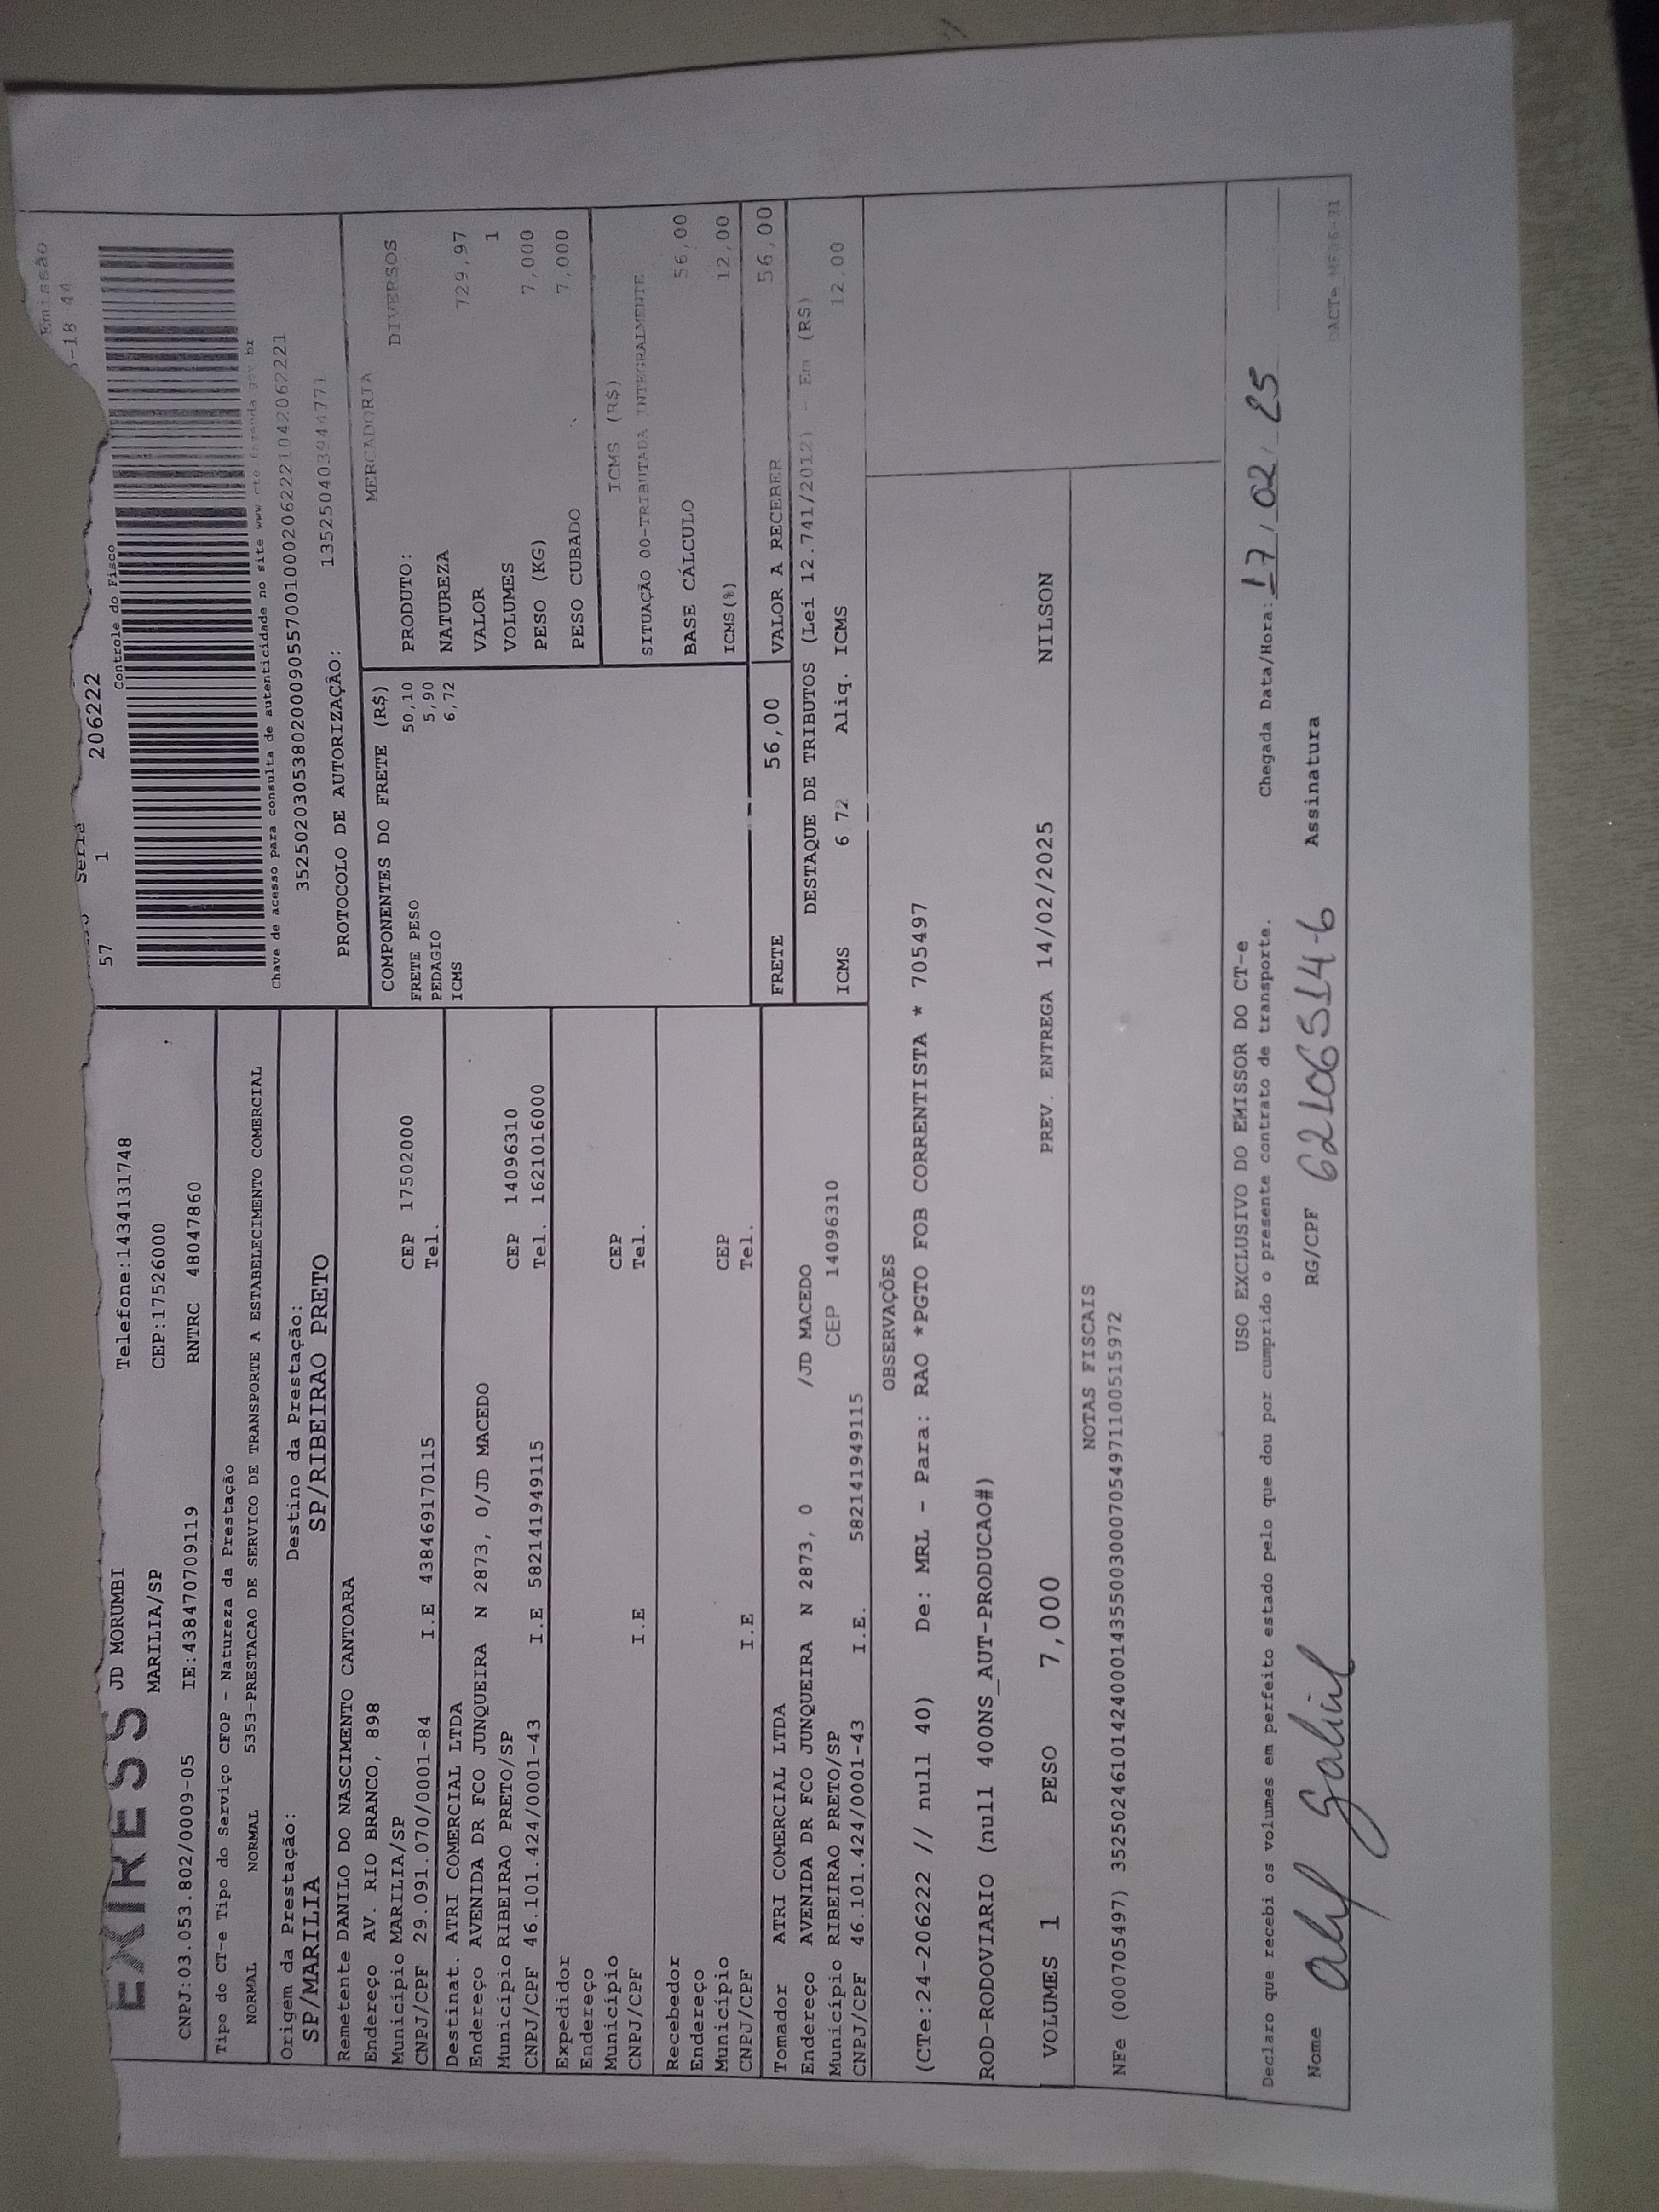 Emissão
-18 44
57 1 206222
Controle do Fisco
EXPRESS
JD MORUMBI Telefone:1434131748
MARILIA/SP CEP:17526000
CNPJ:03.053.802/0009-05 IE:438470709119 RNTRC 48047860
Chave de acesso para consulta de autenticidade no site www
35250203053802000905570010002062221042062221
PROTOCOLO DE AUTORIZAÇÃO:
Tipo do CT-e Tipo do Serviço CFOP - Natureza da Prestação
NORMAL NORMAL 5353-PRESTACAO DE SERVICO DE TRANSPORTE A ESTABELECIMENTO COMERCIAL
Origem da Prestação: Destino da Prestação:
SP/MARILIA SP/RIBEIRAO PRETO
Remetente DANILO DO NASCIMENTO CANTOARA
Endereço AV. RIO BRANCO, 898
Município MARILIA/SP CEP 17502000
CNPJ/CPF 29.091.070/0001-84 I.E 438469170115 Tel.
Destinat. ATRI COMERCIAL LTDA
Endereço AVENIDA DR FCO JUNQUEIRA N 2873, 0/JD MACEDO
Município RIBEIRAO PRETO/SP CEP 14096310
CNPJ/CPF 46.101.424/0001-43 I.E 582141949115 Tel. 1621016000
Expedidor
Endereço
Município CEP
CNPJ/CPF I.E Tel.
Recebedor
Endereço
Município CEP
CNPJ/CPF I.E Tel.
Tomador ATRI COMERCIAL LTDA
Endereço AVENIDA DR FCO JUNQUEIRA N 2873, 0 /JD MACEDO
Município RIBEIRAO PRETO/SP CEP 14096310
CNPJ/CPF 46.101.424/0001-43 I.E. 582141949115
COMPONENTES DO FRETE (R$)
FRETE PESO 50,10
PEDAGIO 5,90
ICMS 6,72
MERCADORIA
PRODUTO: DIVERSOS
NATUREZA
VALOR 729,97
VOLUMES 1
PESO (KG) 7,000
PESO CUBADO 7,000
ICMS (R$)
SITUAÇÃO 00-TRIBUTADA INTEGRALMENTE
BASE CÁLCULO 56,00
ICMS(%) 12,00
FRETE 56,00 VALOR A RECEBER 56,00
DESTAQUE DE TRIBUTOS (Lei 12.741/2012) - Em (R$)
ICMS 6 72 Aliq. ICMS 12.00
OBSERVAÇÕES
(CTe:24-206222 // null 40) De: MRL - Para: RAO *PGTO FOB CORRENTISTA * 705497
ROD-RODOVIARIO (null 400NS_AUT-PRODUCAO#)
VOLUMES 1 PESO 7,000 PREV. ENTREGA 14/02/2025 NILSON
NOTAS FISCAIS
NFe (000705497) 35250246101424000143550030007054971100515972
USO EXCLUSIVO DO EMISSOR DO CT-e
Declaro que recebi os volumes em perfeito estado pelo que dou por cumprido o presente contrato de transporte. Chegada Data/Hora: 17/02/25
Nome RG/CPF 62106514-6 Assinatura